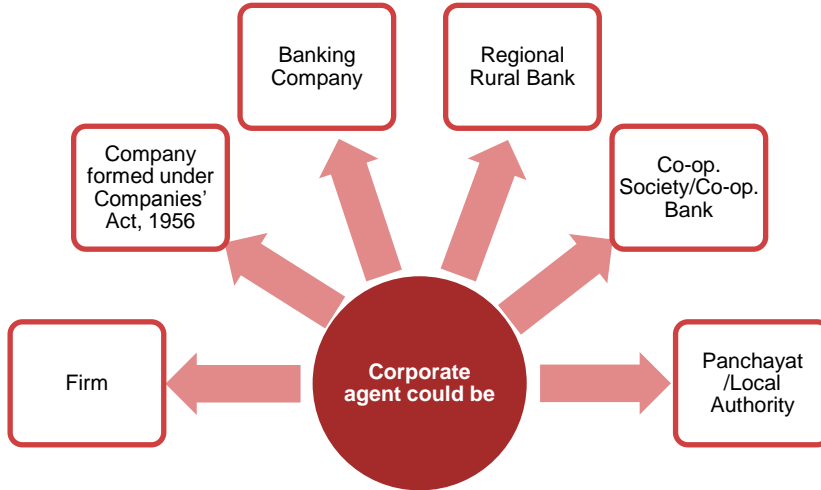 Banking
Company
Regional
Rural Bank
Company
formed under
Companies'
Act, 1956
Co-op.
Society/Co-op.
Bank
Firm
Corporate
agent could be
Panchayat
/Local
Authority